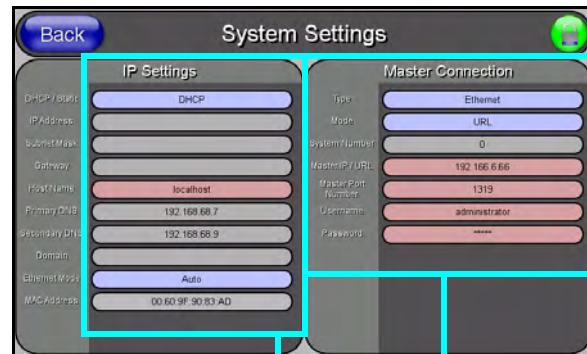 Back
System Settings
IP Settings
DHCP / Static
DHCP
IP Address
Subnet Mask
Gateway
Host Name
localhost
Primary DNS
192.168.68.7
Secondary DNS
192.168.68.9
Domain
Ethernet Mode
Auto
MAC Address
00:60:9F:90:83:AD
Master Connection
Type
Ethernet
Mode
URL
System Number
0
Master IP / URL
192.166.6.66
Master Port
Number
1319
Username
administrator
Password
*****